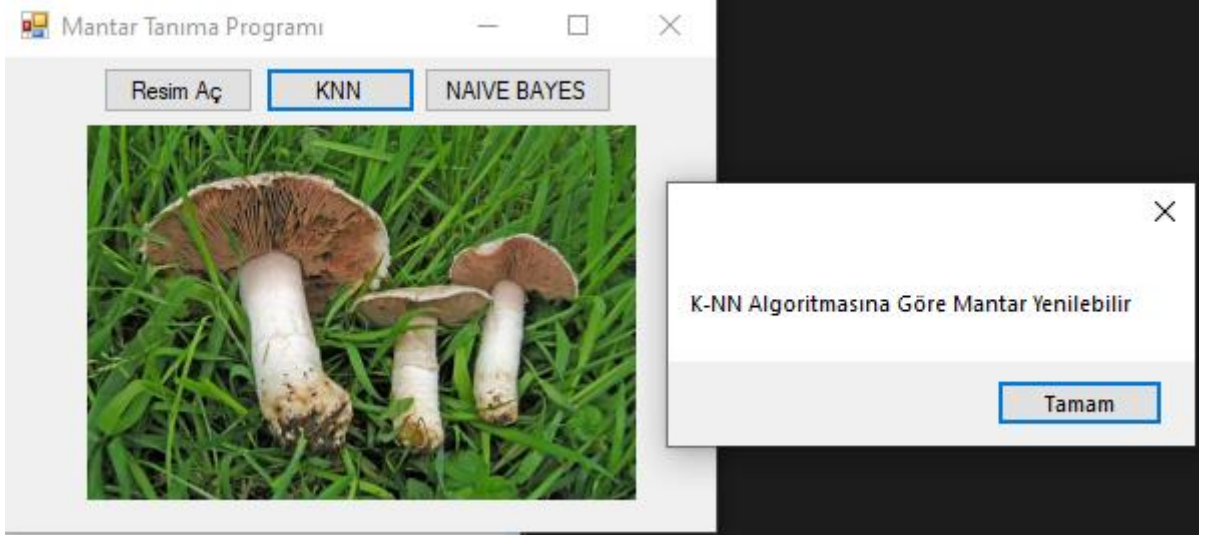 Mantar Tanıma Programı
Resim Aç
KNN
NAIVE BAYES
K-NN Algoritmasına Göre Mantar Yenilebilir
Tamam